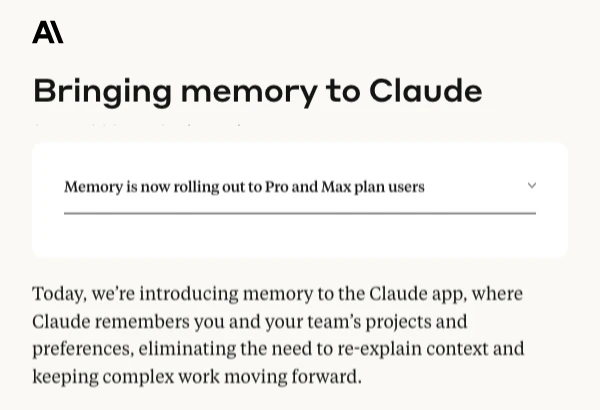 A\
Bringing memory to Claude
Memory is now rolling out to Pro and Max plan users
Today, we're introducing memory to the Claude app, where
Claude remembers you and your team's projects and
preferences, eliminating the need to re-explain context and
keeping complex work moving forward.